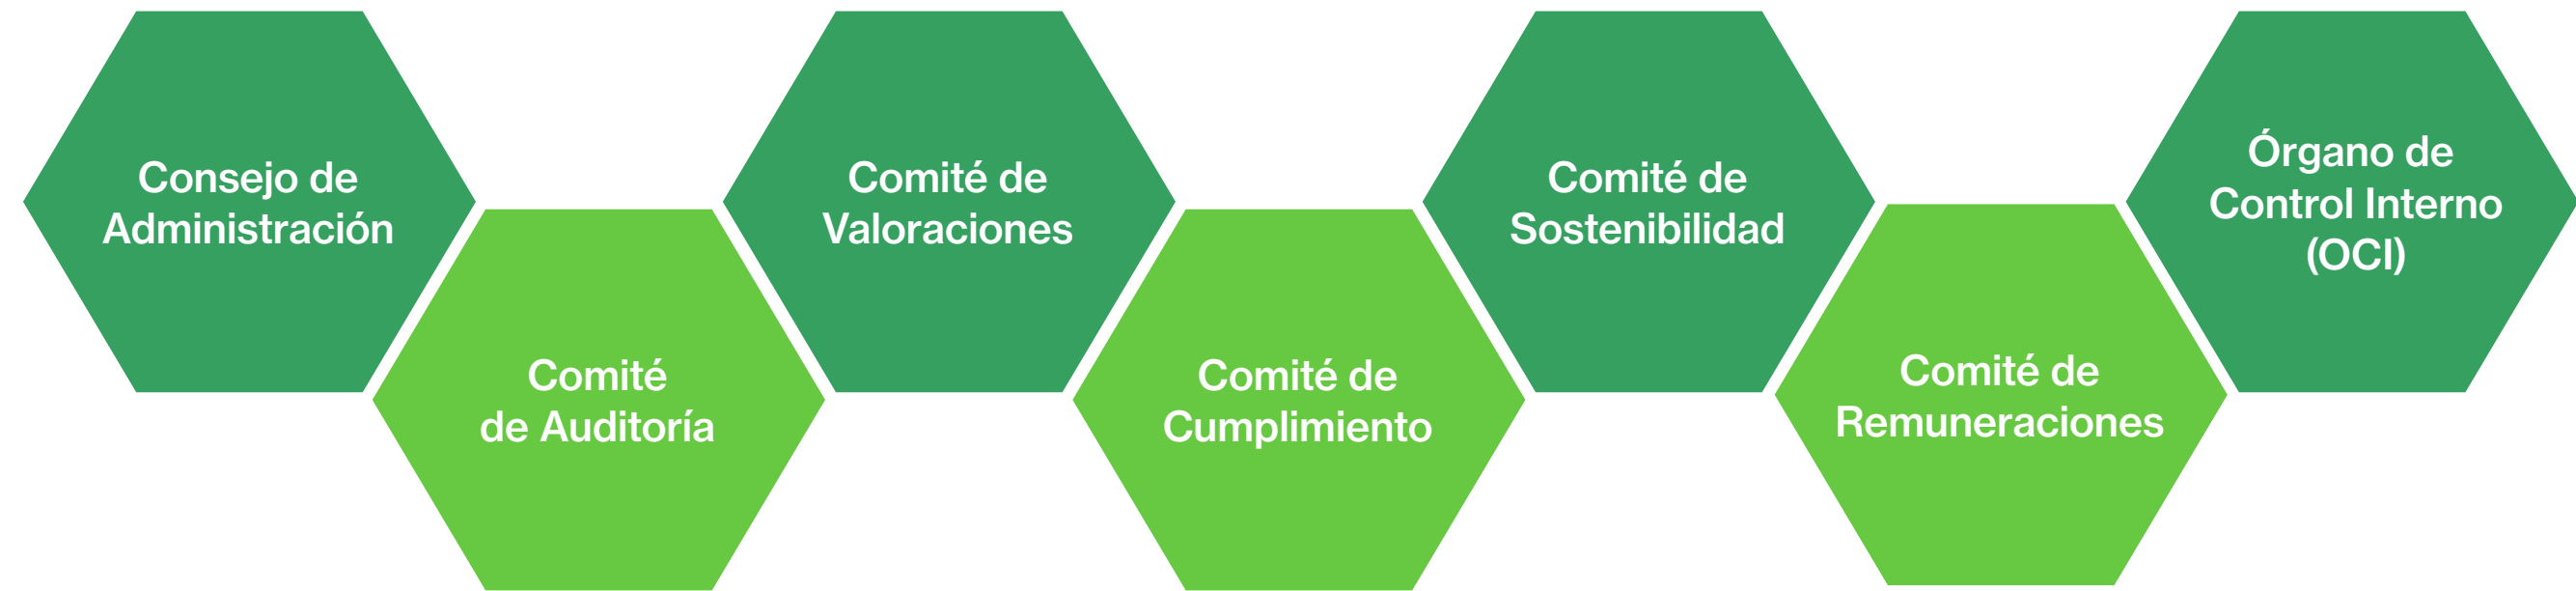 Consejo de
Administración
Comité
de Auditoría
Comité de
Valoraciones
Comité de
Cumplimiento
Comité de
Sostenibilidad
Comité de
Remuneraciones
Órgano de
Control Interno
(OCI)